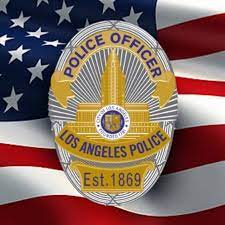 POLICE OFFICER
LOS ANGELES POLICE
Est.1869